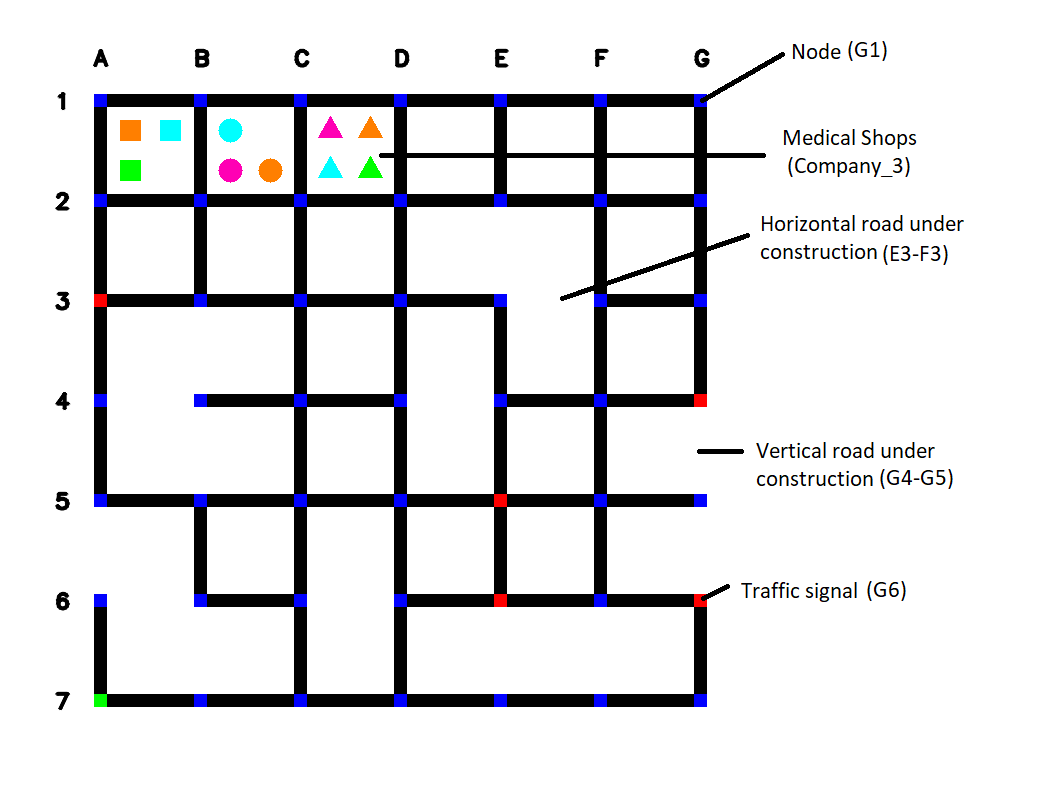 A B C D E F G
Node (G1)
1
Medical Shops
(Company_3)
2
Horizontal road under
construction (E3-F3)
3
4
Vertical road under
construction (G4-G5)
5
6
Traffic signal (G6)
7